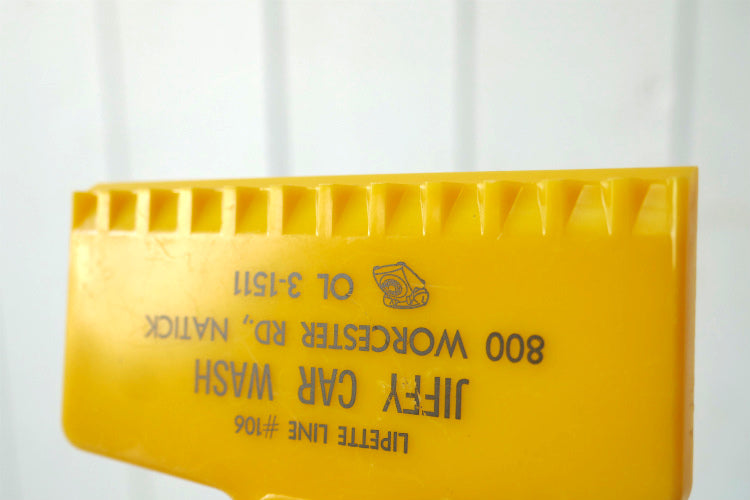 LIPETTE LINE #106
JIFFY CAR WASH
800 WORCESTER RD., NATICK
OL 3-1511